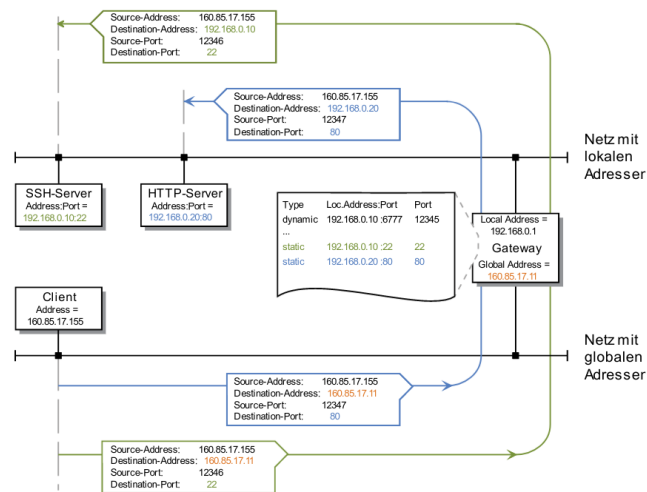 Source-Address: 160.85.17.155
Destination-Address: 192.168.0.10
Source-Port: 12346
Destination-Port: 22
Source-Address: 160.85.17.155
Destination-Address: 192.168.0.20
Source-Port: 12347
Destination-Port: 80
Netz mit
lokalen
Adresser
SSH-Server
Address:Port =
192.168.0.10:22
HTTP-Server
Address:Port =
192.168.0.20:80
Type Loc.Address:Port Port
dynamic 192.168.0.10 :6777 12345
...
static 192.168.0.10 :22 22
static 192.168.0.20 :80 80
Local Address =
192.168.0.1
Gateway
Global Address =
160.85.17.11
Client
Address =
160.85.17.155
Netz mit
globalen
Adresser
Source-Address: 160.85.17.155
Destination-Address: 160.85.17.11
Source-Port: 12347
Destination-Port: 80
Source-Address: 160.85.17.155
Destination-Address: 160.85.17.11
Source-Port: 12346
Destination-Port: 22